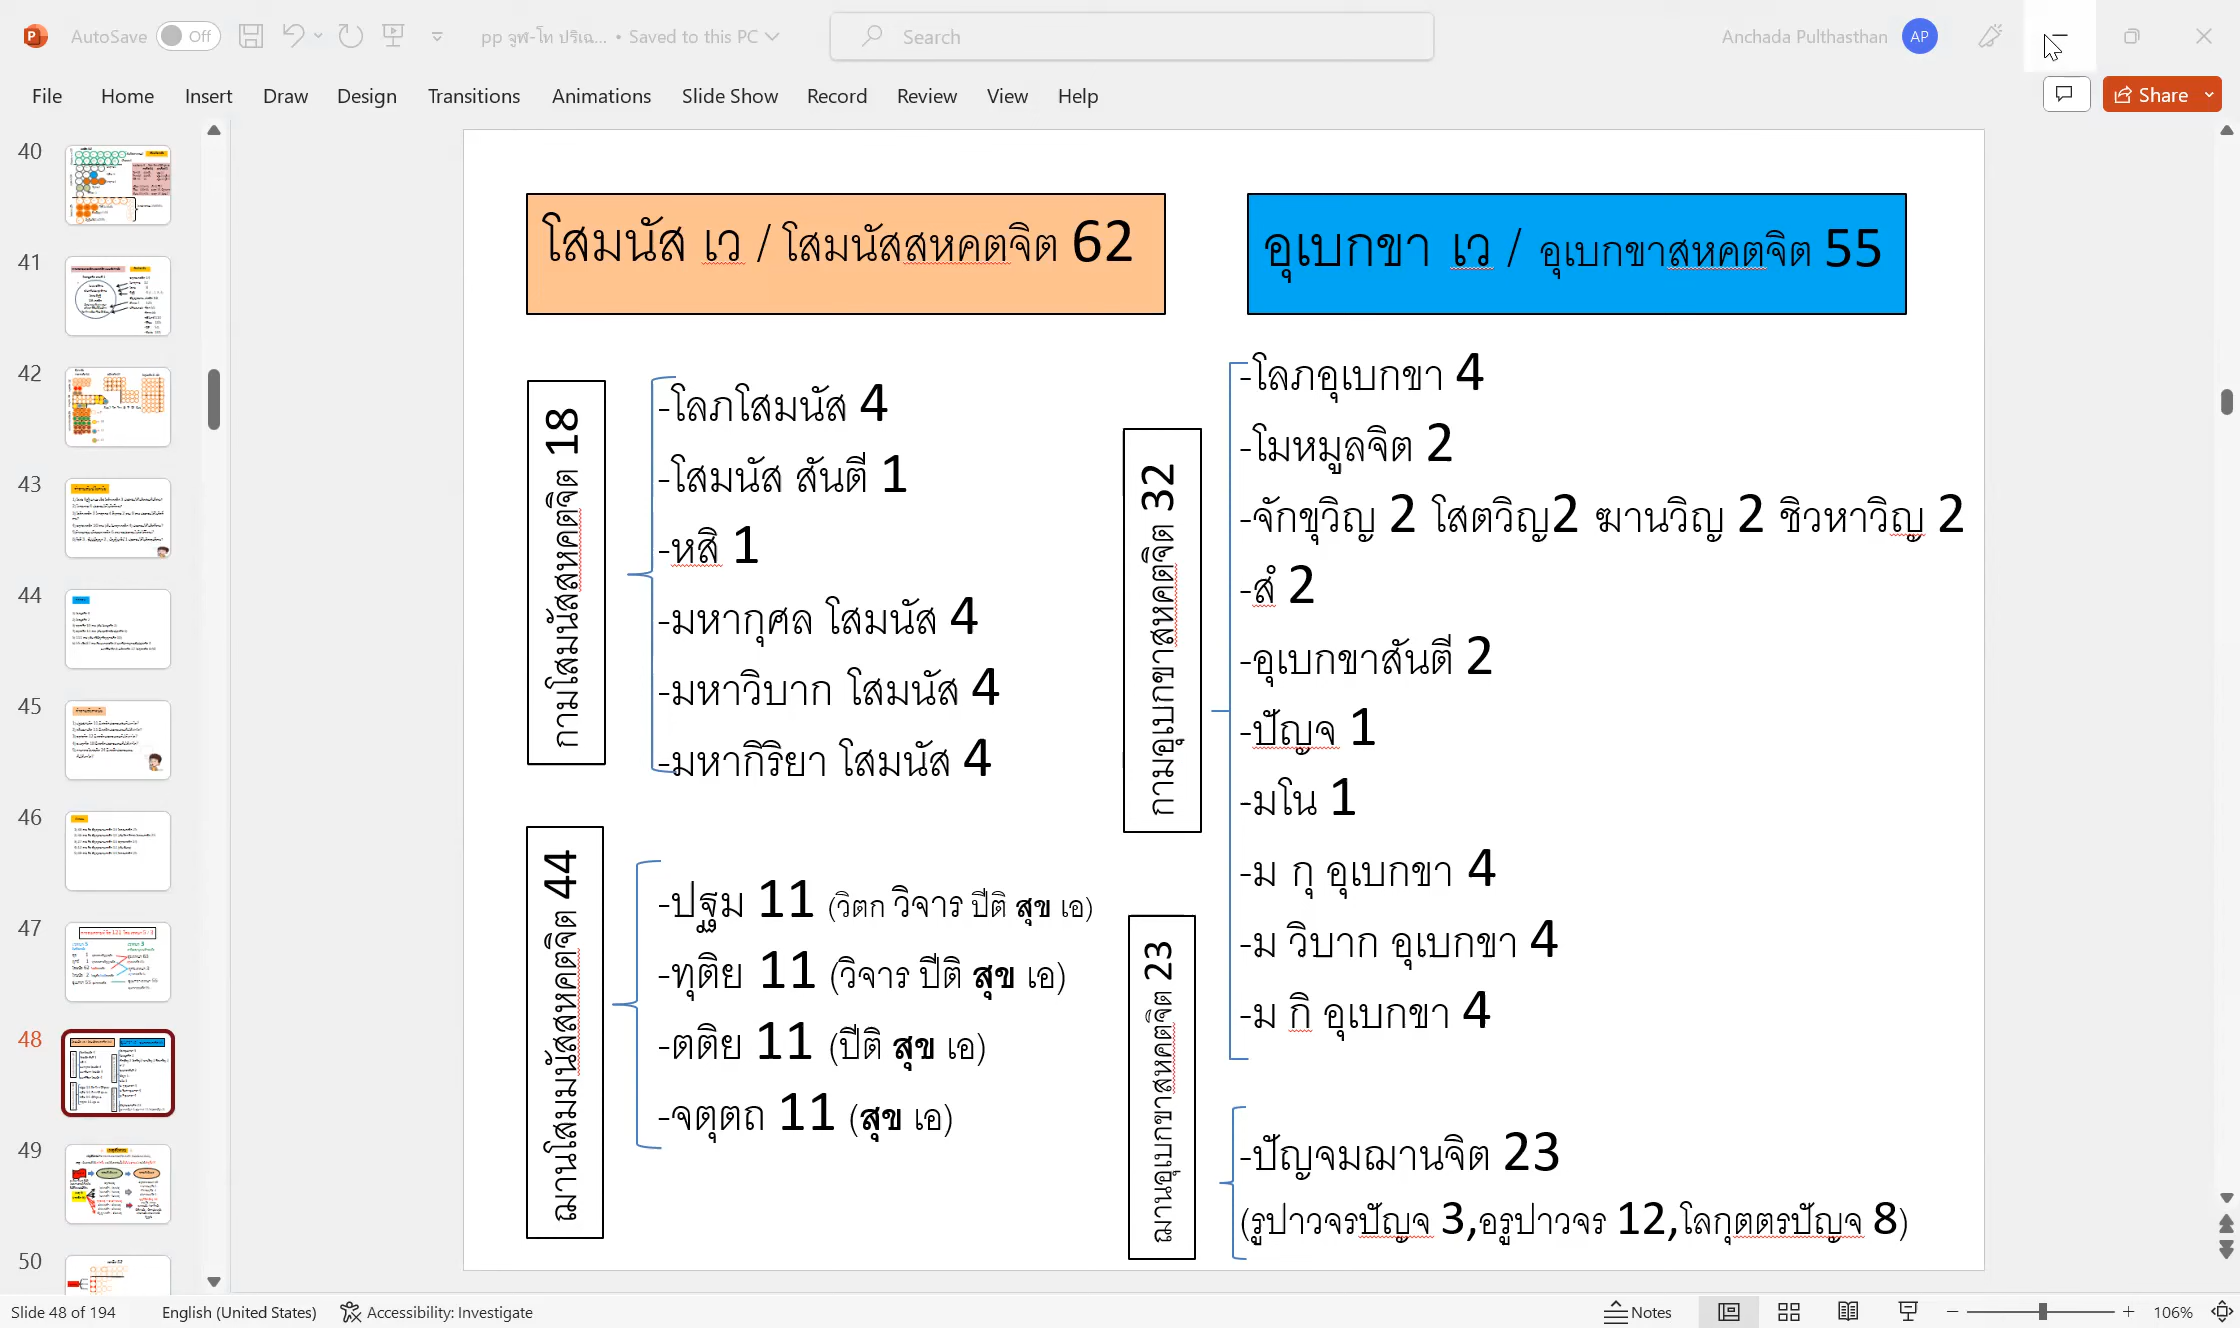 AutoSave Off
pp จูฬ-โท ปริเฉ... • Saved to this PC
Search
Anchada Pulthasthan
AP
File Home Insert Draw Design Transitions Animations Slide Show Record Review View Help
Share
40
41
42
43
44
45
46
47
48
49
50
โสมนัส เว / โสมนัสสหคตจิต 62
กามโสมนัสสหคตจิต 18
-โลภโสมนัส 4
-โสมนัส สันตี 1
-หสิ 1
-มหากุศล โสมนัส 4
-มหาวิบาก โสมนัส 4
-มหากิริยา โสมนัส 4
ฌานโสมมนัสสหคตจิต 44
-ปฐม 11 (วิตก วิจาร ปีติ สุข เอ)
-ทุติย 11 (วิจาร ปีติ สุข เอ)
-ตติย 11 (ปีติ สุข เอ)
-จตุตถ 11 (สุข เอ)
อุเบกขา เว / อุเบกขาสหคตจิต 55
กามอุเบกขาสหคตจิต 32
-โลภอุเบกขา 4
-โมหมูลจิต 2
-จักขุวิญ 2 โสตวิญ2 ฆานวิญ 2 ชิวหาวิญ 2
-สํ 2
-อุเบกขาสันตี 2
-ปัญจ 1
-มโน 1
-ม กุ อุเบกขา 4
-ม วิบาก อุเบกขา 4
-ม กิ อุเบกขา 4
ฌานอุเบกขาสหคตจิต 23
-ปัญจมฌานจิต 23
(รูปาวจรปัญจ 3,อรูปาวจร 12,โลกุตตรปัญจ 8)
Slide 48 of 194
English (United States)
Accessibility: Investigate
Notes
106%